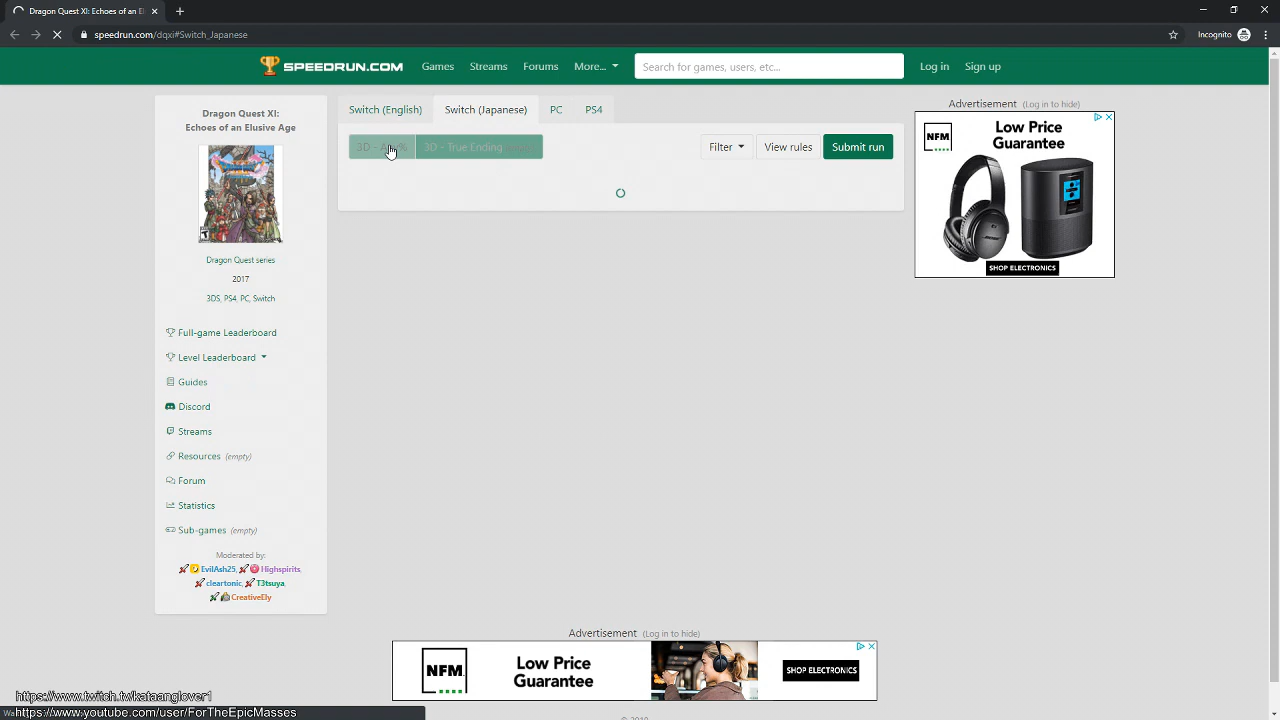 Dragon Quest XI: Echoes of an El
speedrun.com/dqxi#Switch_Japanese
Incognito
SPEEDRUN.COM
Games
Streams
Forums
More...
Search for games, users, etc...
Log in
Sign up
Dragon Quest XI:
Echoes of an Elusive Age
Dragon Quest series
2017
3DS, PS4, PC, Switch
Full-game Leaderboard
Level Leaderboard
Guides
Discord
Streams
Resources (empty)
Forum
Statistics
Sub-games (empty)
Moderated by:
EvilAsh25, Highspirits,
cleartonic, T3tsuya,
CreativeEly
Switch (English)
Switch (Japanese)
PC
PS4
3D - True Ending
Filter
View rules
Submit run
Advertisement (Log in to hide)
NFM
Low Price
Guarantee
SHOP ELECTRONICS
Advertisement (Log in to hide)
NFM
Low Price
Guarantee
SHOP ELECTRONICS
https://www.twitch.tv/kataanglover1
https://www.youtube.com/user/ForTheEpicMasses